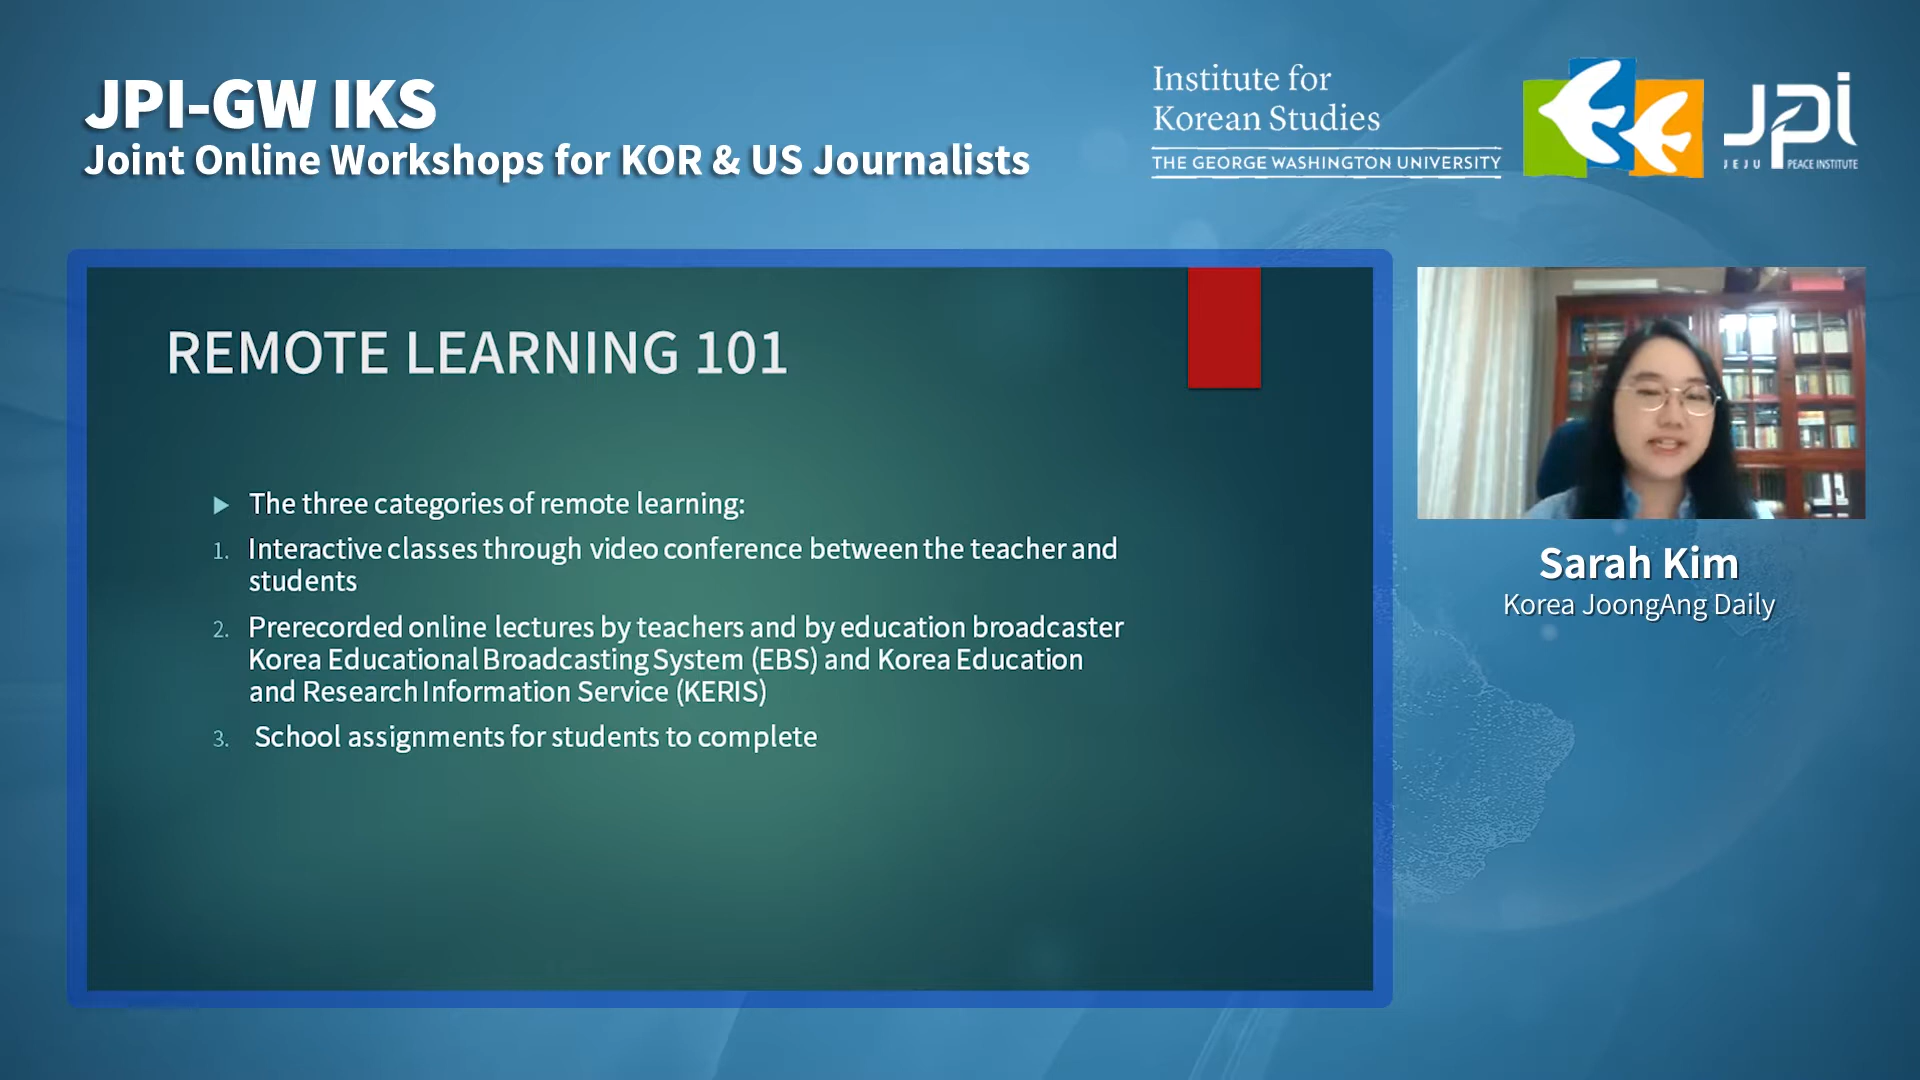 JPI-GW IKS
Joint Online Workshops for KOR & US Journalists
Institute for
Korean Studies
THE GEORGE WASHINGTON UNIVERSITY
JPI
JEJU PEACE INSTITUTE
REMOTE LEARNING 101
The three categories of remote learning:
1. Interactive classes through video conference between the teacher and
students
2. Prerecorded online lectures by teachers and by education broadcaster
Korea Educational Broadcasting System (EBS) and Korea Education
and Research Information Service (KERIS)
3. School assignments for students to complete
Sarah Kim
Korea JoongAng Daily